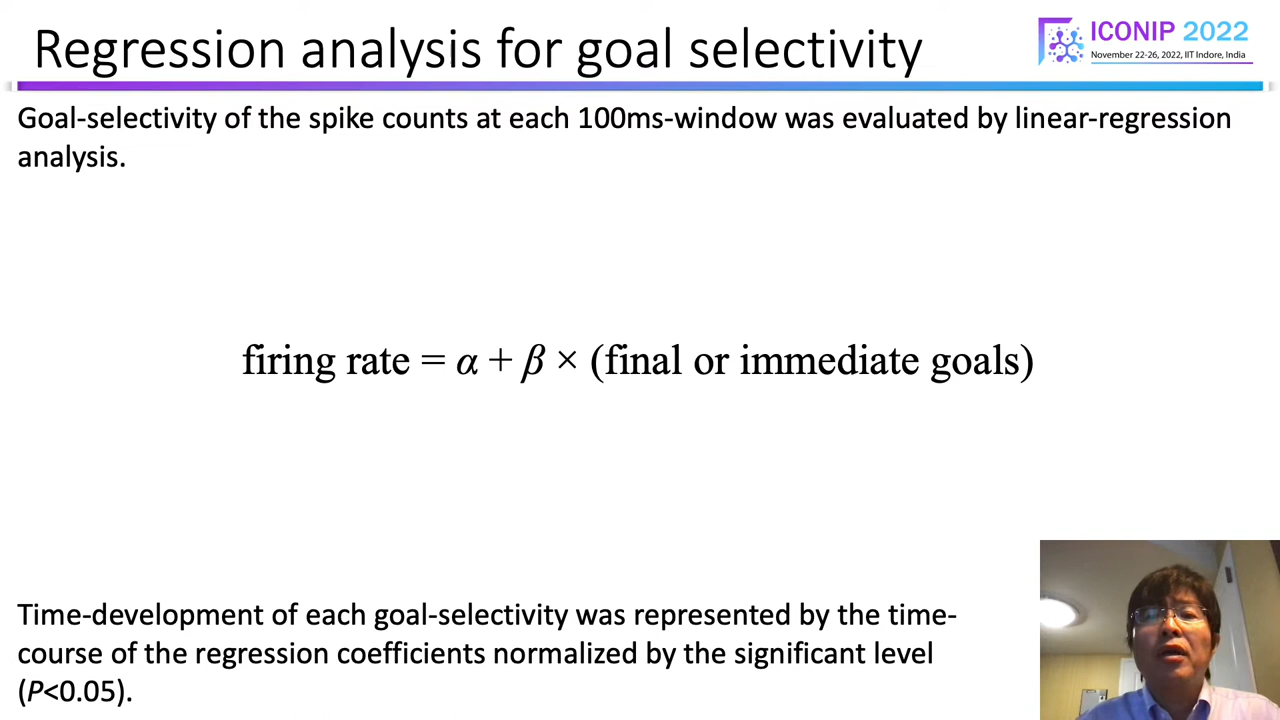 Regression analysis for goal selectivity
ICONIP 2022
November 22-26, 2022, IIT Indore, India
Goal-selectivity of the spike counts at each 100ms-window was evaluated by linear-regression
analysis.
firing rate = α + β × (final or immediate goals)
Time-development of each goal-selectivity was represented by the time-
course of the regression coefficients normalized by the significant level
(P<0.05).